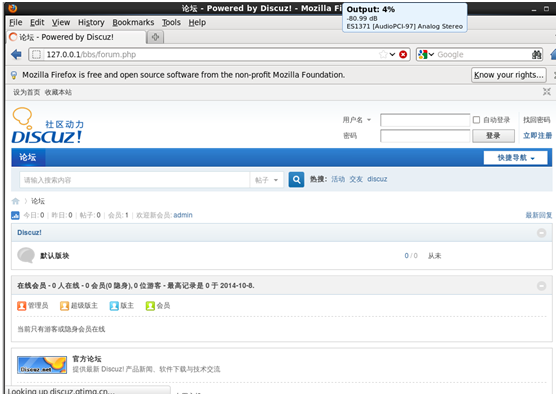 论坛 - Powered by Discuz! - Mozilla Fi
Output: 4%
-80.99 dB
ES1371 [AudioPCI-97] Analog Stereo
File Edit View History Bookmarks Tools Help
论坛 - Powered by Discuz!
127.0.0.1/bbs/forum.php
Google
Mozilla Firefox is free and open source software from the non-profit Mozilla Foundation.
Know your rights...
设为首页 收藏本站
社区动力
DISCUZ!
用户名 自动登录 找回密码
密码 登录 立即注册
论坛 快捷导航
请输入搜索内容 帖子 热搜: 活动 交友 discuz
论坛
今日: 0 | 昨日: 0 | 帖子: 0 | 会员: 1 | 欢迎新会员: admin 最新回复
Discuz!
默认版块 0 / 0 从未
在线会员 - 0 人在线 - 0 会员(0 隐身), 0 位游客 - 最高记录是 0 于 2014-10-8.
管理员 超级版主 版主 会员
当前只有游客或隐身会员在线
官方论坛
提供最新 Discuz! 产品新闻、软件下载与技术交流
Discuz!.net
Looking up discuz.gtimg.cn...